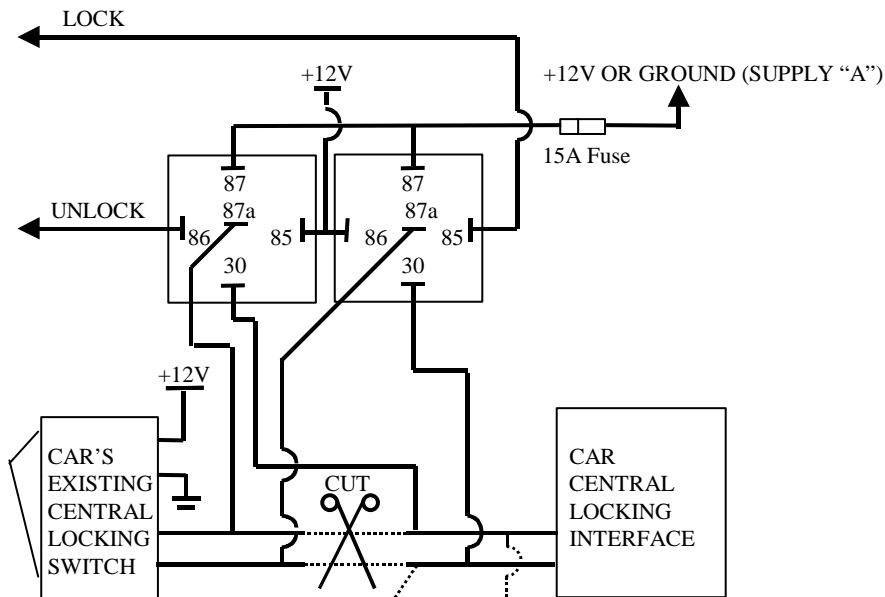 LOCK
+12V
+12V OR GROUND (SUPPLY “A”)
15A Fuse
87
87
87a
87a
UNLOCK
86
85
86
85
30
30
+12V
CAR’S
EXISTING
CENTRAL
LOCKING
SWITCH
CUT
CAR
CENTRAL
LOCKING
INTERFACE